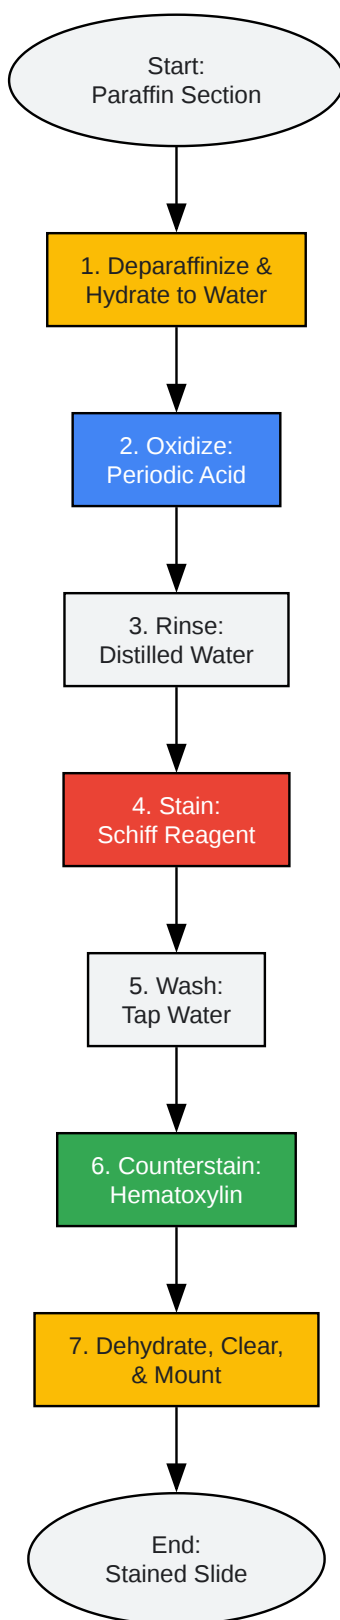 Start:
Paraffin Section
1. Deparaffinize &
Hydrate to Water
2. Oxidize:
Periodic Acid
3. Rinse:
Distilled Water
4. Stain:
Schiff Reagent
5. Wash:
Tap Water
6. Counterstain:
Hematoxylin
7. Dehydrate, Clear,
& Mount
End:
Stained Slide